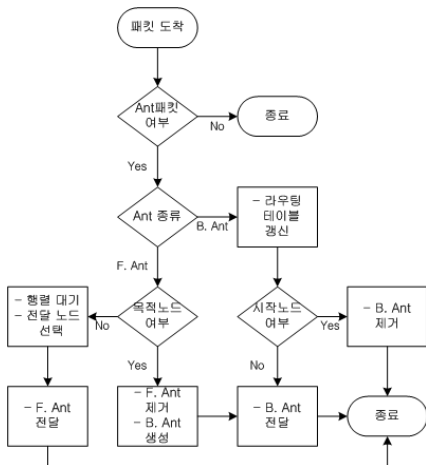 패킷 도착
Ant패킷
여부
No
종료
Yes
Ant 종류
B. Ant
- 라우팅
테이블
갱신
F. Ant
- 행렬 대기
- 전달 노드
선택
No
목적노드
여부
시작노드
여부
Yes
- B. Ant
제거
Yes
No
- F. Ant
전달
- F. Ant
제거
- B. Ant
생성
- B. Ant
전달
종료